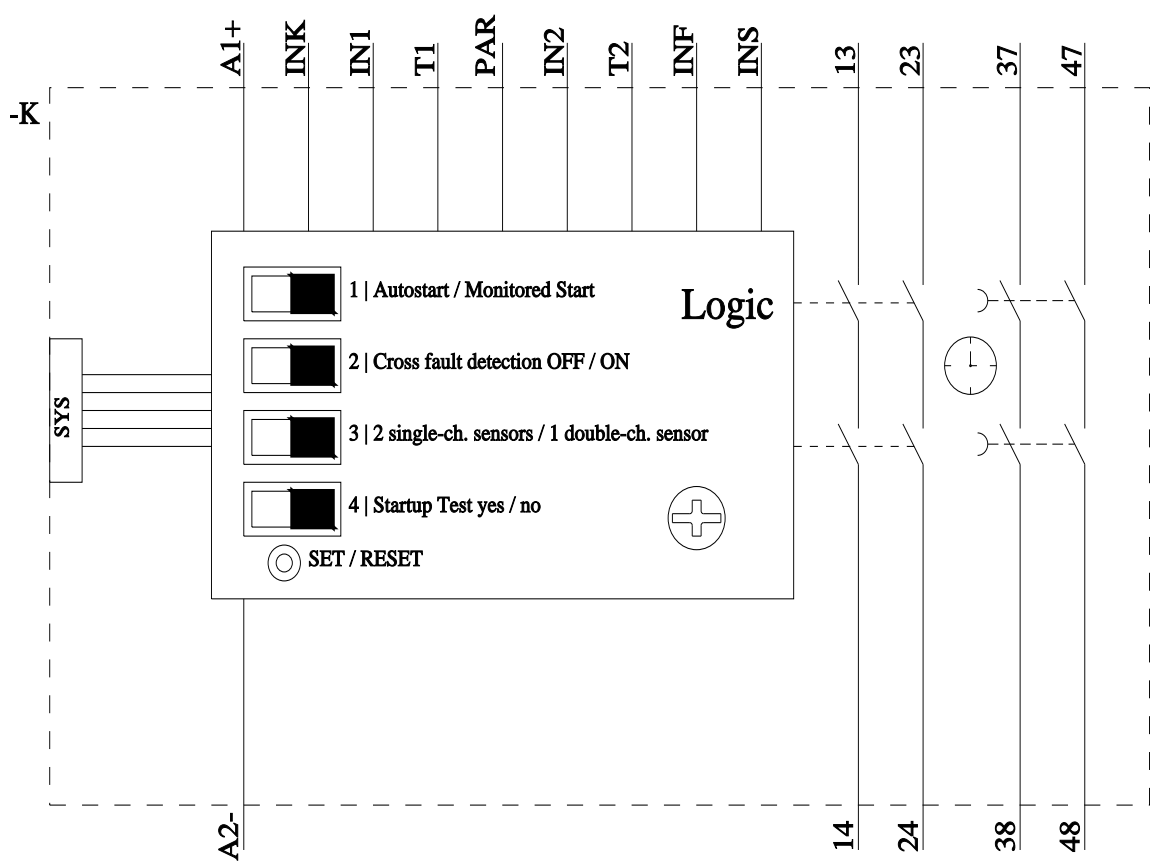 A1+
INK
IN1
T1
PAR
IN2
T2
INF
INS
13
23
37
47
-K
1 | Autostart / Monitored Start
Logic
2 | Cross fault detection OFF / ON
SYS
3 | 2 single-ch. sensors / 1 double-ch. sensor
4 | Startup Test yes / no
SET / RESET
A2-
14
24
38
48